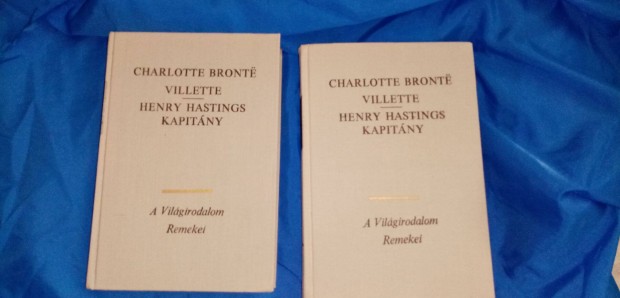 CHARLOTTE BRONTË
VILLETTE
HENRY HASTINGS
KAPITÁNY
A Világirodalom
Remekei
CHARLOTTE BRONTË
VILLETTE
HENRY HASTINGS
KAPITÁNY
A Világirodalom
Remekei